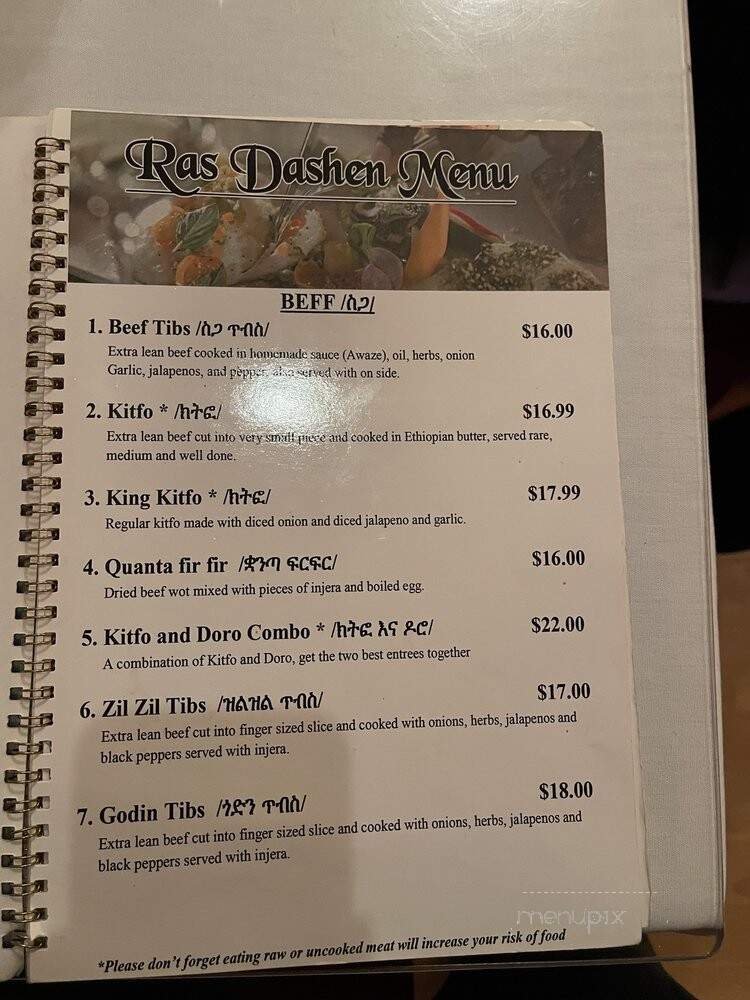 Ras Dashen Menu
BEFF /ስጋ/
1. Beef Tibs /ስጋ ጥብስ/ $16.00
Extra lean beef cooked in homemade sauce (Awaze), oil, herbs, onion
Garlic, jalapenos, and pepper, also served with on side.
2. Kitfo * /ክትፎ/ $16.99
Extra lean beef cut into very small piece and cooked in Ethiopian butter, served rare,
medium and well done.
3. King Kitfo * /ክትፎ/ $17.99
Regular kitfo made with diced onion and diced jalapeno and garlic.
4. Quanta fir fir /ቋንጣ ፍርፍር/ $16.00
Dried beef wot mixed with pieces of injera and boiled egg.
5. Kitfo and Doro Combo * /ክትፎ እና ዶሮ/ $22.00
A combination of Kitfo and Doro, get the two best entrees together
6. Zil Zil Tibs /ዝልዝል ጥብስ/ $17.00
Extra lean beef cut into finger sized slice and cooked with onions, herbs, jalapenos and
black peppers served with injera.
7. Godin Tibs /ጎድን ጥብስ/ $18.00
Extra lean beef cut into finger sized slice and cooked with onions, herbs, jalapenos and
black peppers served with injera.
menupix
*Please don't forget eating raw or uncooked meat will increase your risk of food